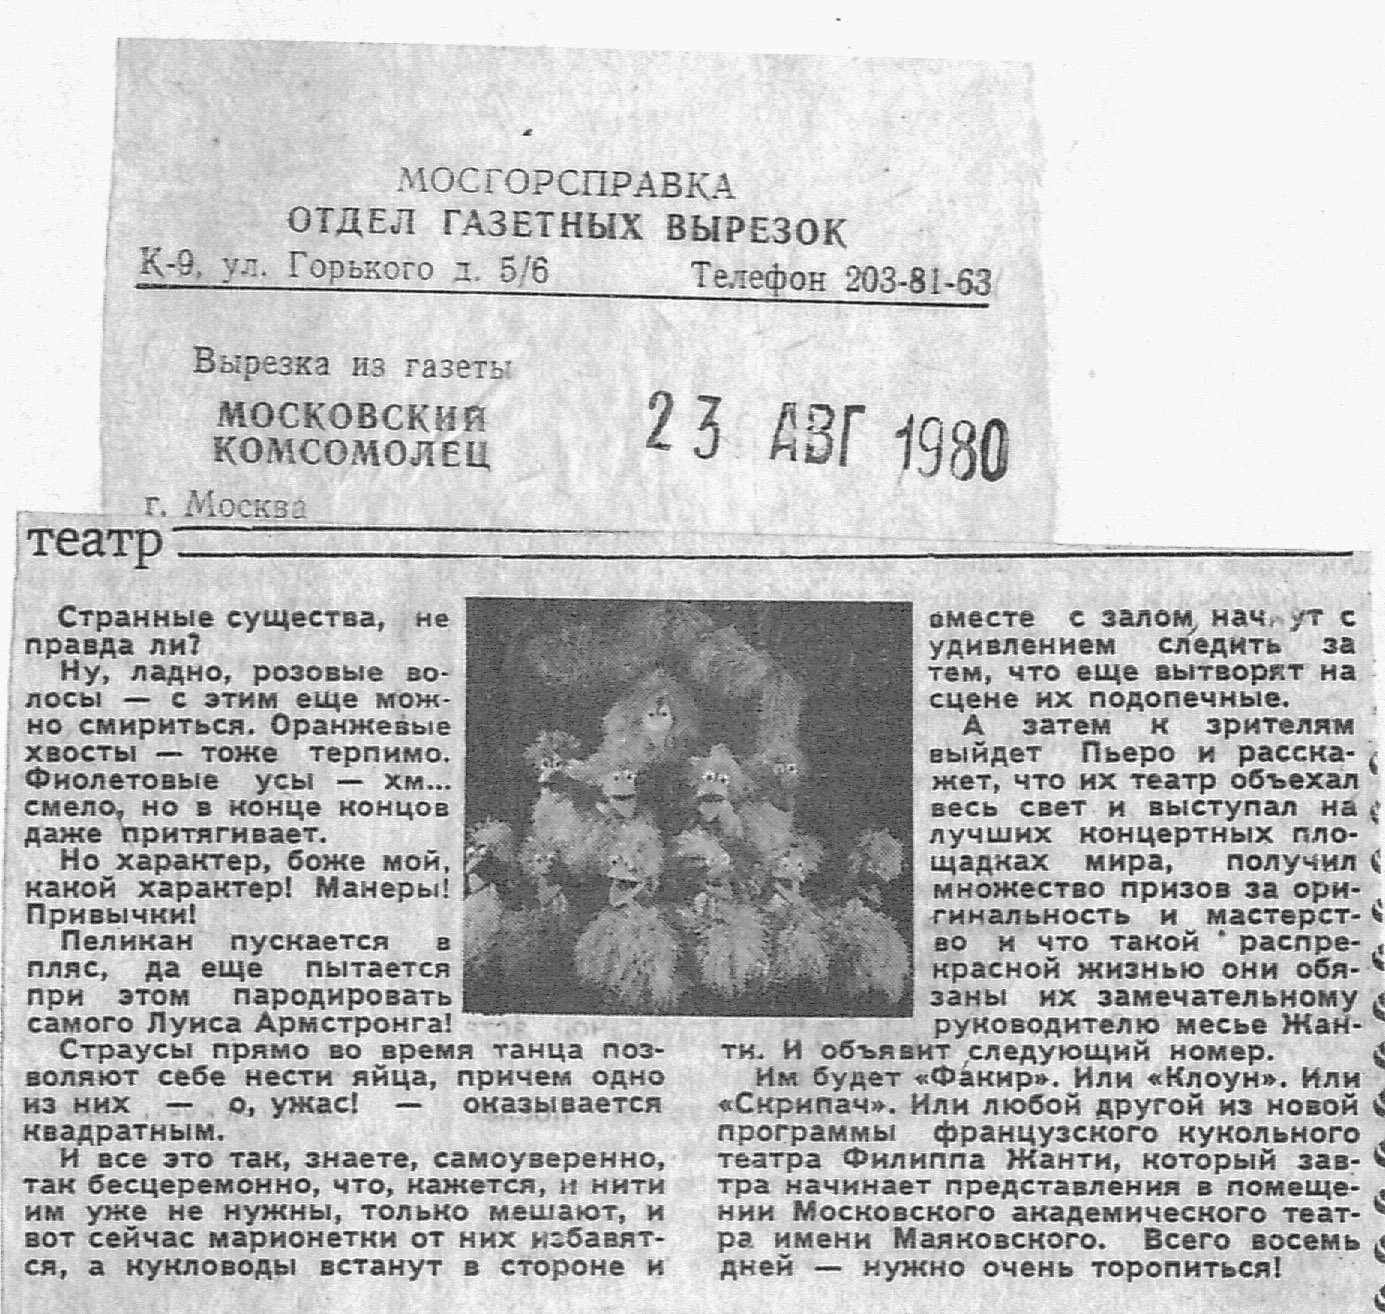 МОСГОРСПРАВКА
ОТДЕЛ ГАЗЕТНЫХ ВЫРЕЗОК
К-9, ул. Горького д. 5/6 Телефон 203-81-63
Вырезка из газеты
МОСКОВСКИЙ
КОМСОМОЛЕЦ
23 АВГ 1980
г. Москва
театр
Странные существа, не
правда ли?
Ну, ладно, розовые во-
лосы — с этим еще мож-
но смириться. Оранжевые
хвосты — тоже терпимо.
Фиолетовые усы — хм...
смело, но в конце концов
даже притягивает.
Но характер, боже мой,
какой характер! Манеры!
Привычки!
Пеликан пускается в
пляс, да еще пытается
при этом пародировать
самого Луиса Армстронга!
Страусы прямо во время танца поз-
воляют себе нести яйца, причем одно
из них — о, ужас! — оказывается
квадратным.
И все это так, знаете, самоуверенно,
так бесцеремонно, что, кажется, и нити
им уже не нужны, только мешают, и
вот сейчас марионетки от них избавят-
ся, а кукловоды встанут в стороне и
вместе с залом начнут с
удивлением следить за
тем, что еще вытворят на
сцене их подопечные.
А затем к зрителям
выйдет Пьеро и расска-
жет, что их театр объехал
весь свет и выступал на
лучших концертных пло-
щадках мира, получил
множество призов за ори-
гинальность и мастерст-
во и что такой распре-
красной жизнью они обя-
заны их замечательному
руководителю месье Жан-
ти. И объявит следующий номер.
Им будет «Факир». Или «Клоун». Или
«Скрипач». Или любой другой из новой
программы французского кукольного
театра Филиппа Жанти, который зав-
тра начинает представления в помеще-
нии Московского академического теат-
ра имени Маяковского. Всего восемь
дней — нужно очень торопиться!